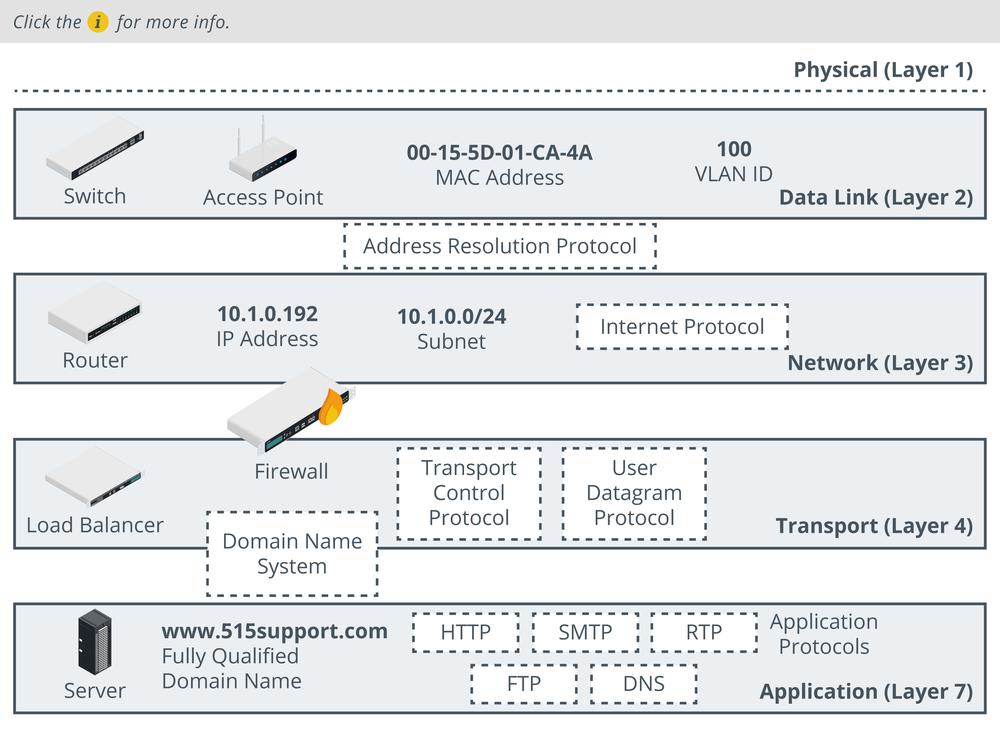 Click the i for more info.
Physical (Layer 1)
Switch
Access Point
00-15-5D-01-CA-4A
MAC Address
100
VLAN ID
Data Link (Layer 2)
Address Resolution Protocol
Router
10.1.0.192
IP Address
10.1.0.0/24
Subnet
Internet Protocol
Network (Layer 3)
Firewall
Load Balancer
Transport
Control
Protocol
User
Datagram
Protocol
Transport (Layer 4)
Domain Name
System
Server
www.515support.com
Fully Qualified
Domain Name
HTTP
SMTP
RTP
Application
Protocols
FTP
DNS
Application (Layer 7)